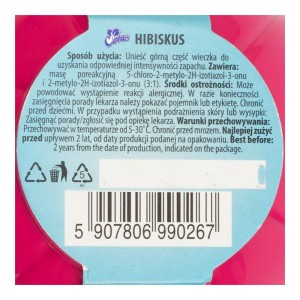 HIBISKUS
Sposób użycia: Unieść górną część wieczka do
uzyskania odpowiedniej intensywności zapachu. Zawiera:
masę poreakcyjną 5-chloro-2-metylo-2H-izotiazol-3-onu
i 2-metylo-2H-izotiazol-3-onu (3:1). Środki ostrożności: Może
powodować wystąpienie reakcji alergicznej. W razie konieczności
zasięgnięcia porady lekarza należy pokazać pojemnik lub etykietę. Chronić
przed dziećmi. W przypadku wystąpienia podrażnienia skóry lub wysypki:
Zasięgnąć porady/zgłosić się pod opiekę lekarza. Warunki przechowywania:
Przechowywać w temperaturze od 5-30°C. Chronić przed mrozem. Najlepiej zużyć
przed upływem 2 lat, od daty produkcji podanej na opakowaniu. Best before:
2 years from the date of production, indicated on the package.
5 907806 990267